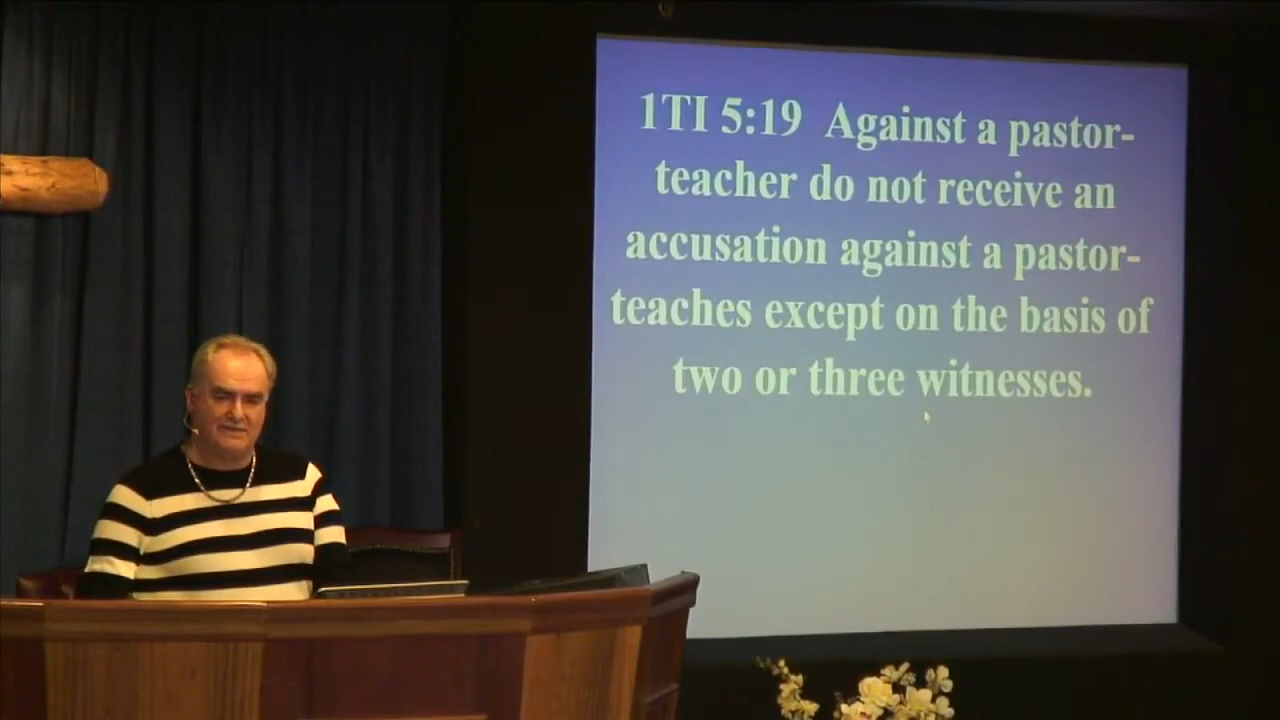 1TI 5:19 Against a pastor-
teacher do not receive an
accusation against a pastor-
teaches except on the basis of
two or three witnesses.